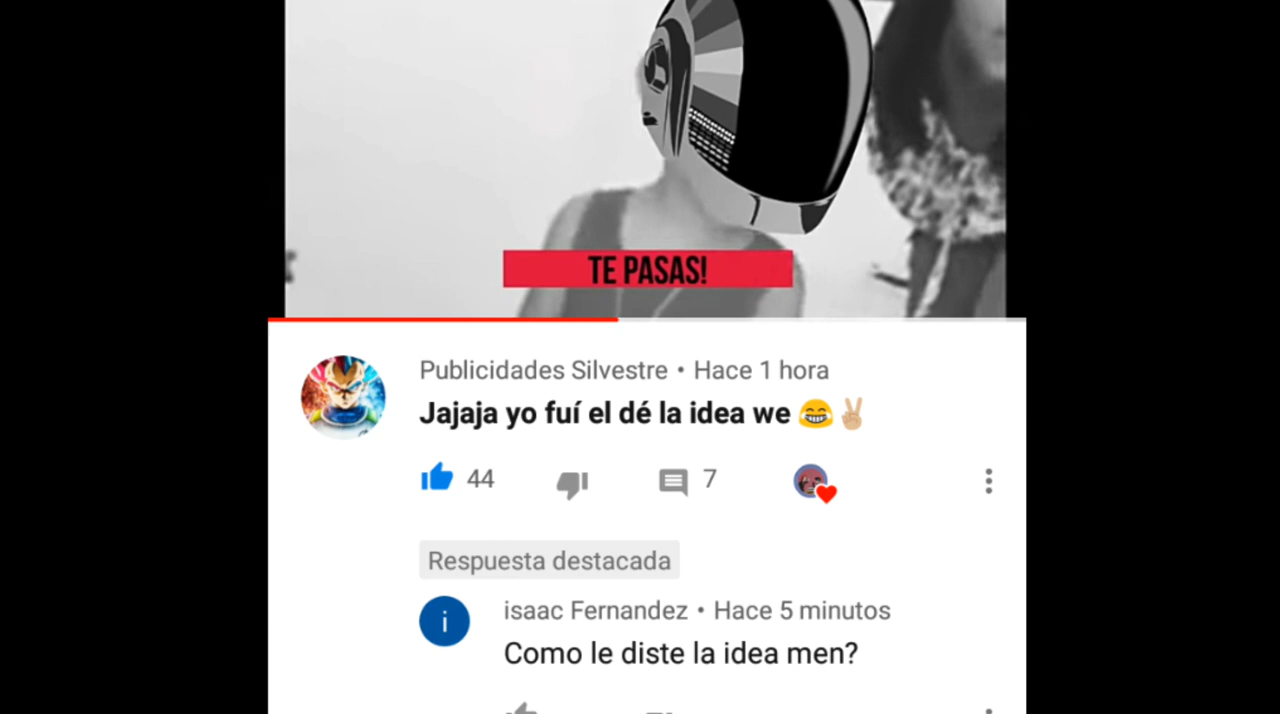 TE PASAS!
Publicidades Silvestre • Hace 1 hora
Jajaja yo fuí el dé la idea we 😂✌🏼
44
7
Respuesta destacada
i
isaac Fernandez • Hace 5 minutos
Como le diste la idea men?